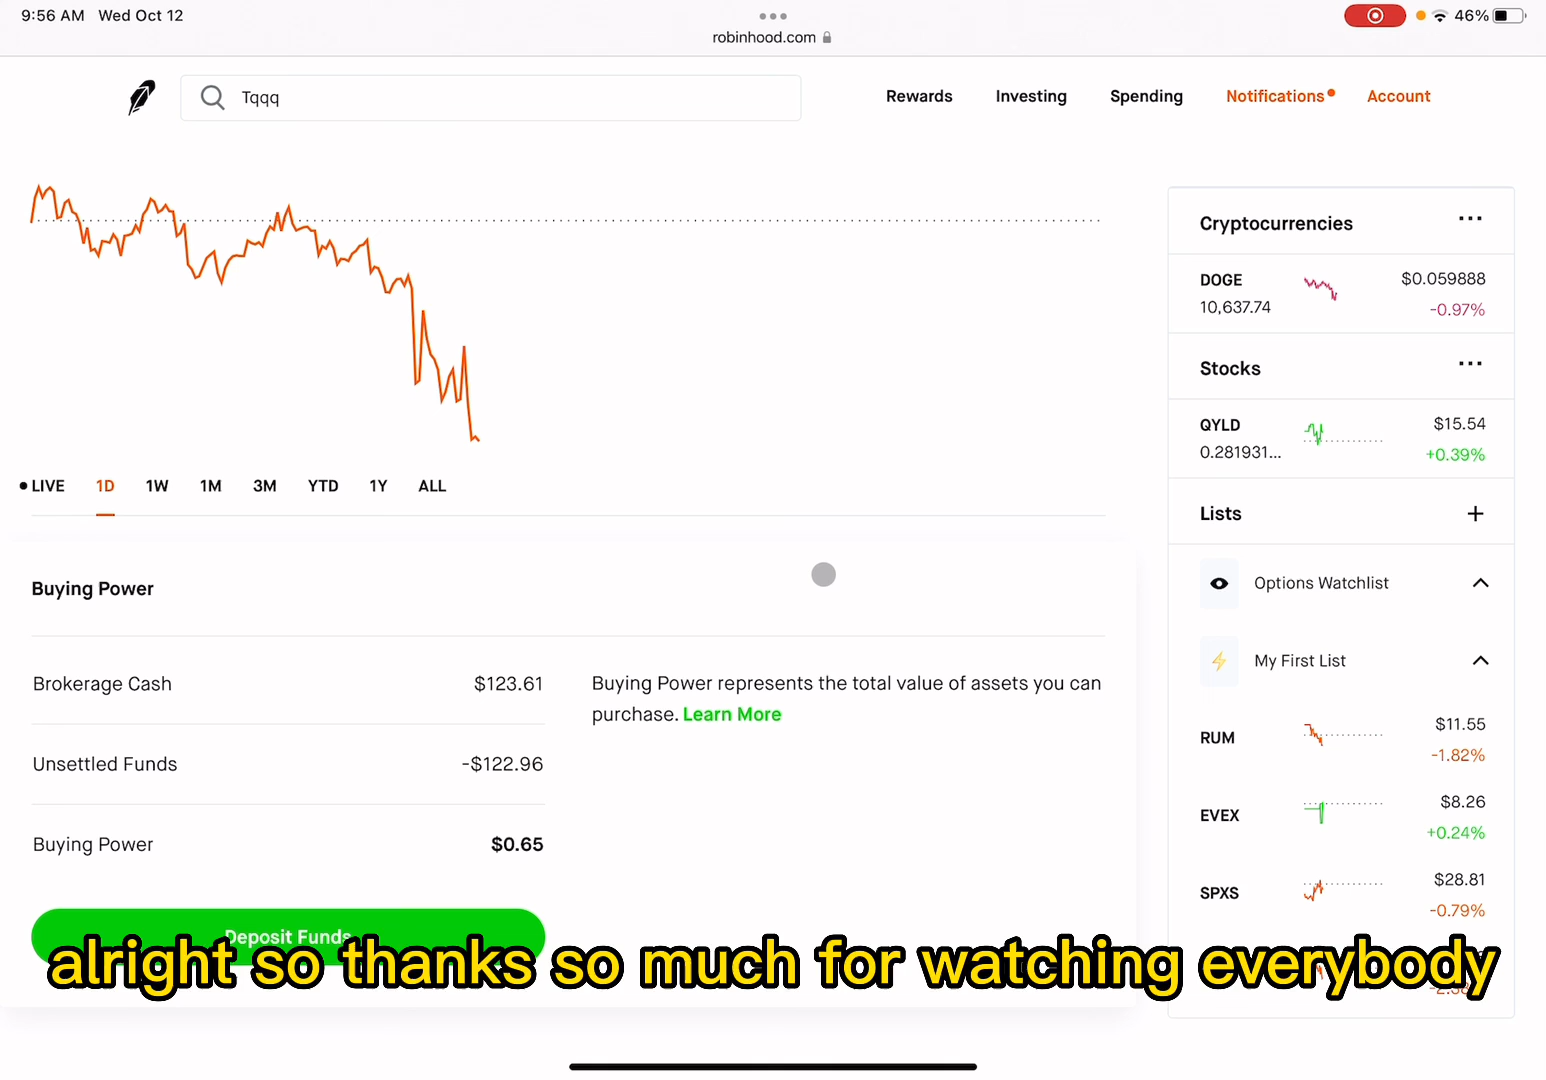 9:56 AM Wed Oct 12
46%
robinhood.com
Tqqq
Rewards
Investing
Spending
Notifications
Account
LIVE
1D
1W
1M
3M
YTD
1Y
ALL
Buying Power
Brokerage Cash
$123.61
Unsettled Funds
-$122.96
Buying Power
$0.65
Buying Power represents the total value of assets you can
purchase. Learn More
Deposit Funds
Cryptocurrencies
DOGE
$0.059888
10,637.74
-0.97%
Stocks
QYLD
$15.54
0.281931...
+0.39%
Lists
Options Watchlist
My First List
RUM
$11.55
-1.82%
EVEX
$8.26
+0.24%
SPXS
$28.81
-0.79%
alright so thanks so much for watching everybody